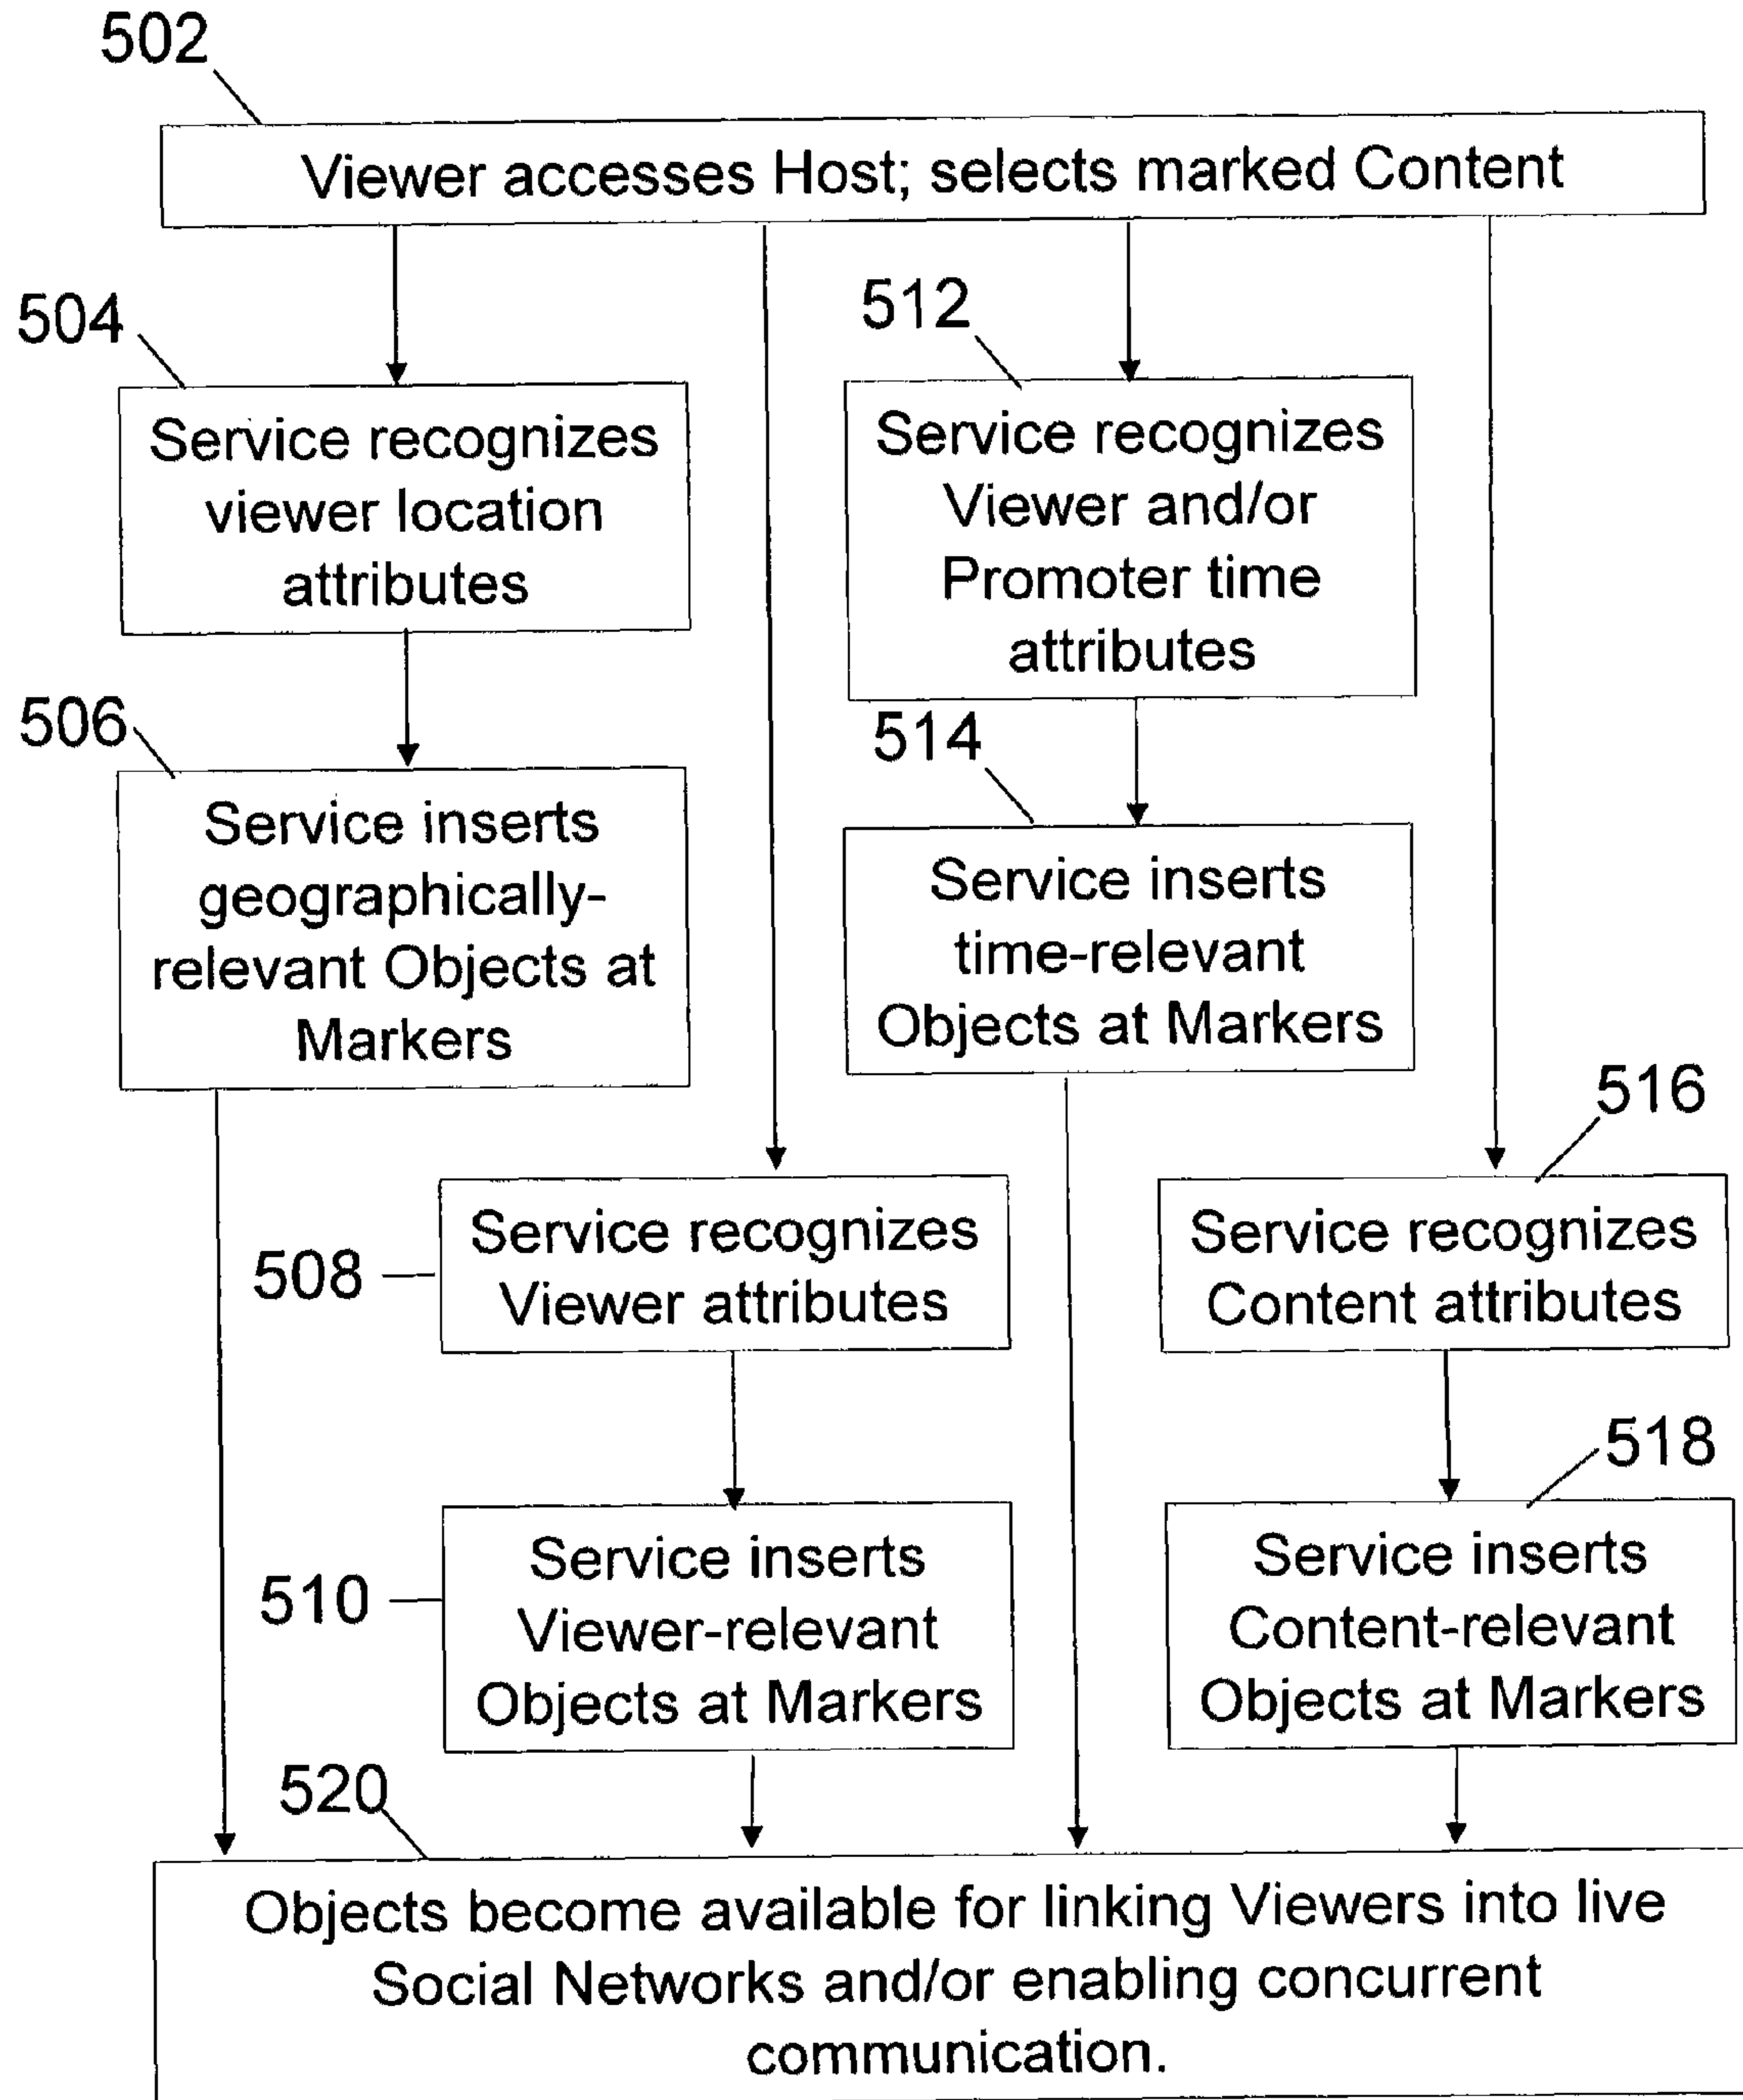 502
Viewer accesses Host; selects marked Content
504
Service recognizes
viewer location
attributes
506
Service inserts
geographically-
relevant Objects at
Markers
508
Service recognizes
Viewer attributes
510
Service inserts
Viewer-relevant
Objects at Markers
512
Service recognizes
Viewer and/or
Promoter time
attributes
514
Service inserts
time-relevant
Objects at Markers
516
Service recognizes
Content attributes
518
Service inserts
Content-relevant
Objects at Markers
520
Objects become available for linking Viewers into live
Social Networks and/or enabling concurrent
communication.